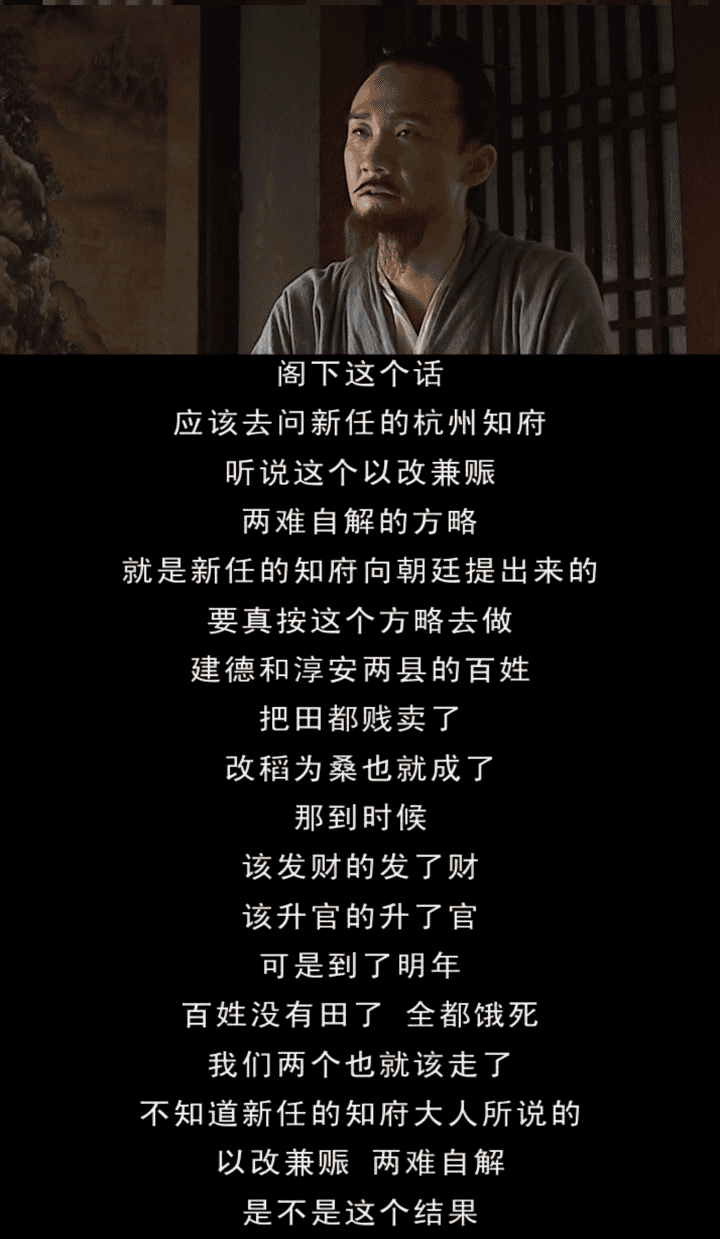 阁下这个话
应该去问新任的杭州知府
听说这个以改兼赈
两难自解的方略
就是新任的知府向朝廷提出来的
要真按这个方略去做
建德和淳安两县的百姓
把田都贱卖了
改稻为桑也就成了
那到时候
该发财的发了财
该升官的升了官
可是到了明年
百姓没有田了 全都饿死
我们两个也就该走了
不知道新任的知府大人所说的
以改兼赈 两难自解
是不是这个结果